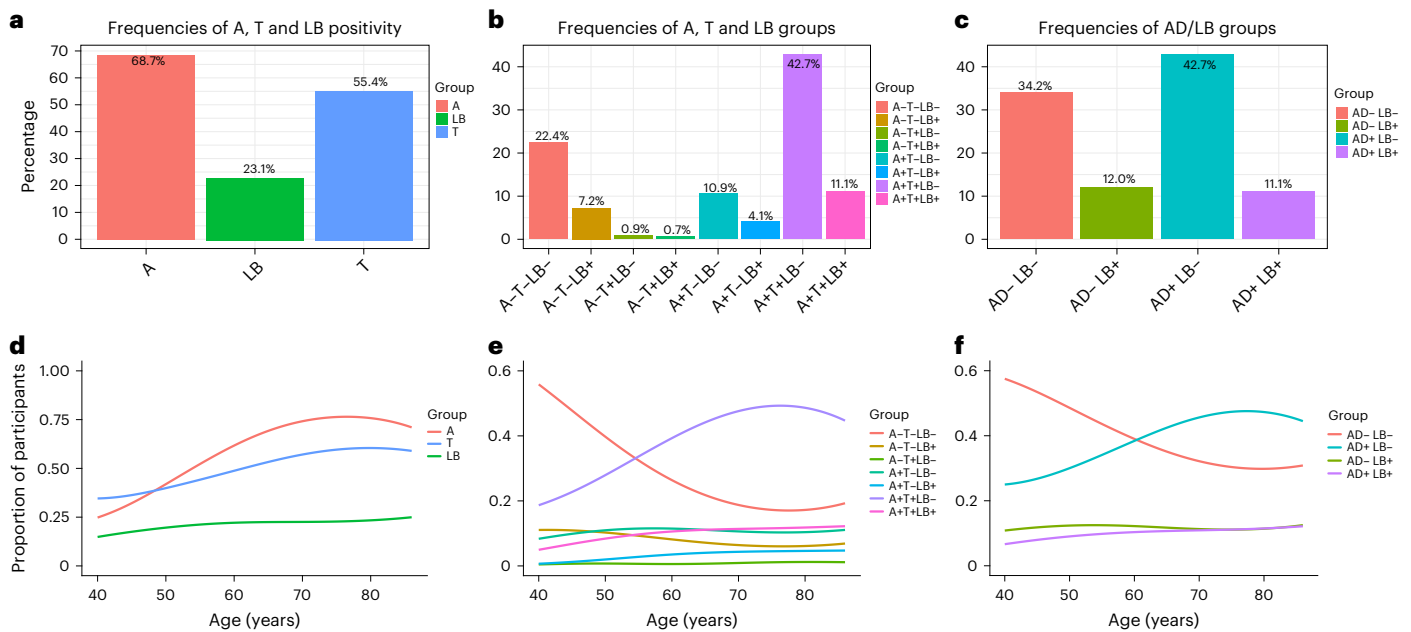 a
Frequencies of A, T and LB positivity
Percentage
70
60
50
40
30
20
10
0
68.7%
23.1%
55.4%
A
LB
T
Group
A
LB
T
b
Frequencies of A, T and LB groups
40
30
20
10
0
22.4%
7.2%
0.9%
0.7%
10.9%
4.1%
42.7%
11.1%
A–T–LB–
A–T–LB+
A–T+LB–
A–T+LB+
A+T–LB–
A+T–LB+
A+T+LB–
A+T+LB+
Group
A–T–LB–
A–T–LB+
A–T+LB–
A–T+LB+
A+T–LB–
A+T–LB+
A+T+LB–
A+T+LB+
c
Frequencies of AD/LB groups
40
30
20
10
0
34.2%
12.0%
42.7%
11.1%
AD– LB–
AD– LB+
AD+ LB–
AD+ LB+
Group
AD– LB–
AD– LB+
AD+ LB–
AD+ LB+
d
Proportion of participants
1.00
0.75
0.50
0.25
0
40
50
60
70
80
Age (years)
Group
A
T
LB
e
0.6
0.4
0.2
0
40
50
60
70
80
Age (years)
Group
A–T–LB–
A–T–LB+
A–T+LB–
A+T–LB–
A+T–LB+
A+T+LB–
A+T+LB+
f
0.6
0.4
0.2
0
40
50
60
70
80
Age (years)
Group
AD– LB–
AD+ LB–
AD– LB+
AD+ LB+